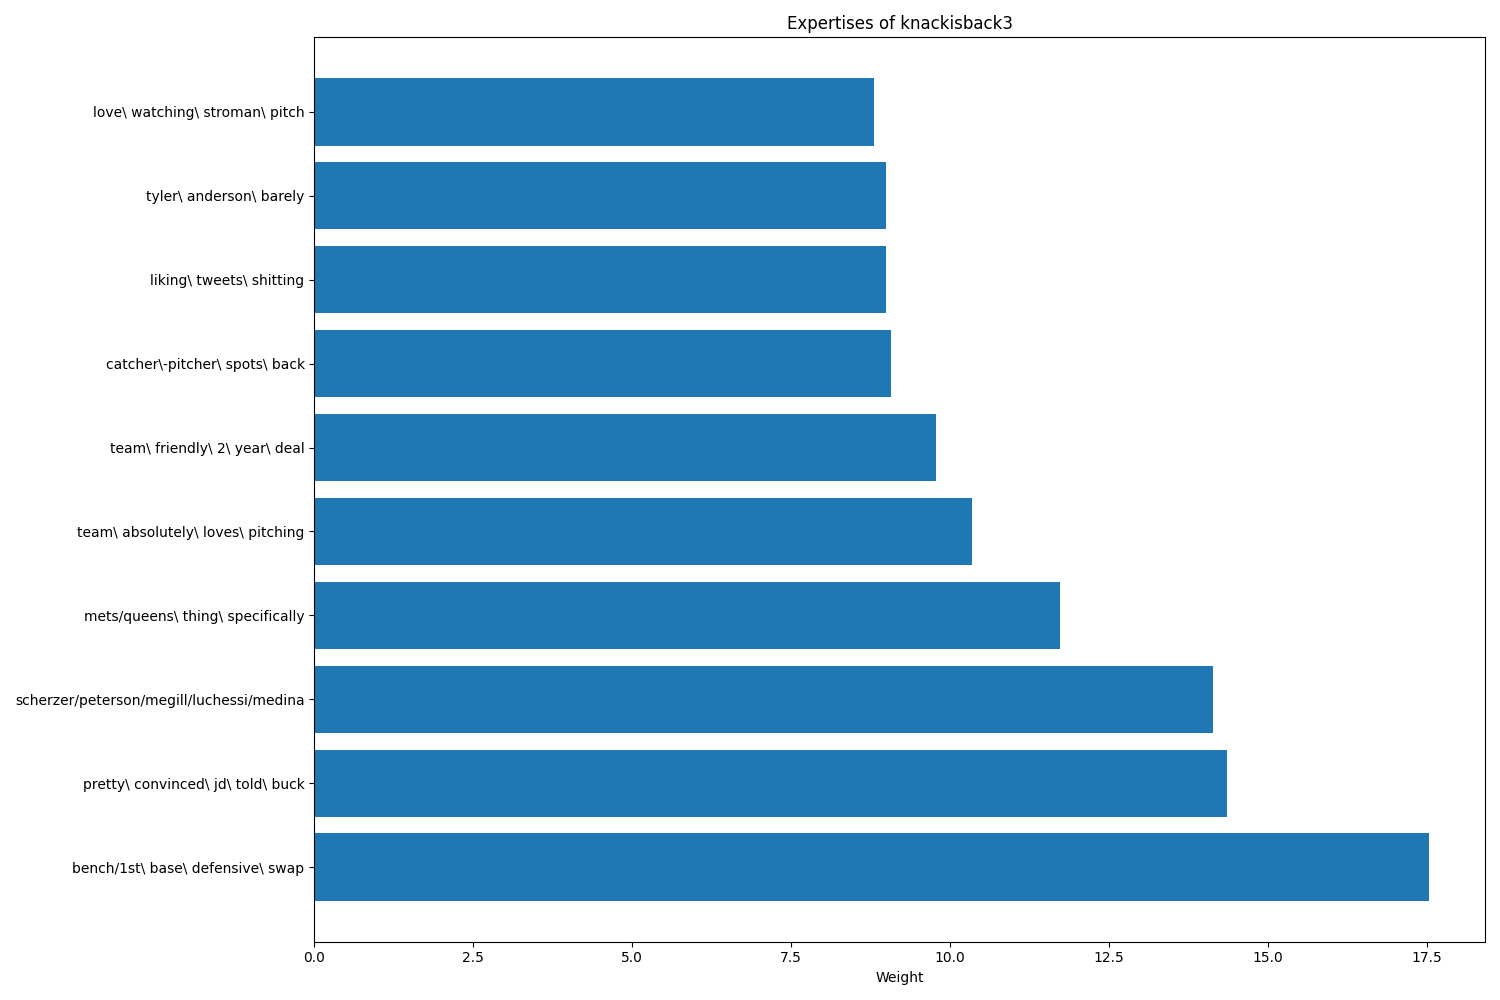 Expertises of knackisback3
love\ watching\ stroman\ pitch
tyler\ anderson\ barely
liking\ tweets\ shitting
catcher\-pitcher\ spots\ back
team\ friendly\ 2\ year\ deal
team\ absolutely\ loves\ pitching
mets/queens\ thing\ specifically
scherzer/peterson/megill/luchessi/medina
pretty\ convinced\ jd\ told\ buck
bench/1st\ base\ defensive\ swap
0.0 2.5 5.0 7.5 10.0 12.5 15.0 17.5
Weight